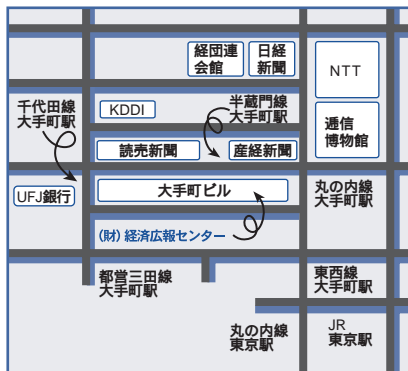 経団連
会館
日経
新聞
NTT
千代田線
大手町駅
KDDI
半蔵門線
大手町駅
逓信
博物館
読売新聞
産経新聞
UFJ銀行
大手町ビル
丸の内線
大手町駅
(財)経済広報センター
都営三田線
大手町駅
東西線
大手町駅
丸の内線
東京駅
JR
東京駅